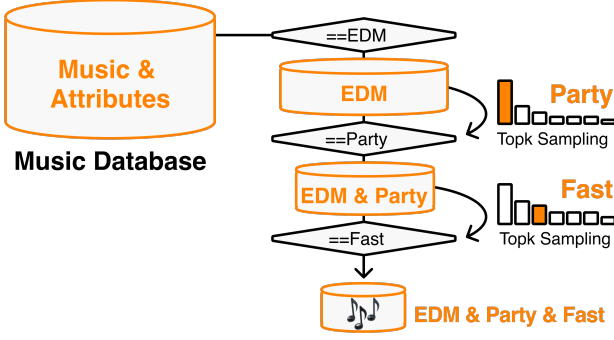 Music &
Attributes
Music Database
==EDM
EDM
Party
Topk Sampling
==Party
EDM & Party
Fast
Topk Sampling
==Fast
EDM & Party & Fast